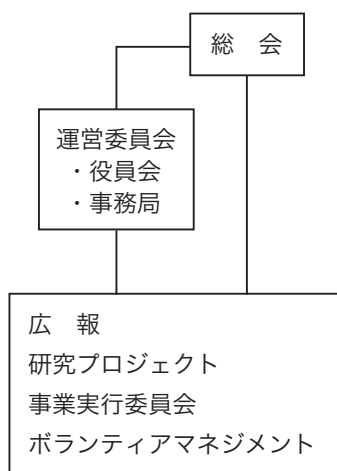 総　会
運営委員会
・役員会
・事務局
広　報
研究プロジェクト
事業実行委員会
ボランティアマネジメント